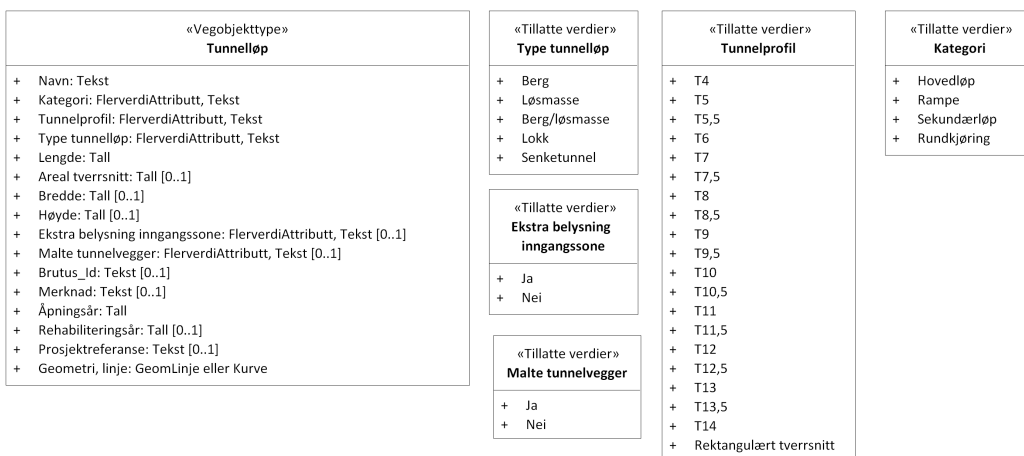 «Vegobjekttype»
Tunnelløp
+ Navn: Tekst
+ Kategori: FlerverdiAttributt, Tekst
+ Tunnelprofil: FlerverdiAttributt, Tekst
+ Type tunnelløp: FlerverdiAttributt, Tekst
+ Lengde: Tall
+ Areal tverrsnitt: Tall [0..1]
+ Bredde: Tall [0..1]
+ Høyde: Tall [0..1]
+ Ekstra belysning inngangssone: FlerverdiAttributt, Tekst [0..1]
+ Malte tunnelvegger: FlerverdiAttributt, Tekst [0..1]
+ Brutus_Id: Tekst [0..1]
+ Merknad: Tekst [0..1]
+ Åpningsår: Tall
+ Rehabiliteringsår: Tall [0..1]
+ Prosjektreferanse: Tekst [0..1]
+ Geometri, linje: GeomLinje eller Kurve
«Tillatte verdier»
Type tunnelløp
+ Berg
+ Løsmasse
+ Berg/løsmasse
+ Lokk
+ Senketunnel
«Tillatte verdier»
Ekstra belysning
inngangssone
+ Ja
+ Nei
«Tillatte verdier»
Malte tunnelvegger
+ Ja
+ Nei
«Tillatte verdier»
Tunnelprofil
+ T4
+ T5
+ T5,5
+ T6
+ T7
+ T7,5
+ T8
+ T8,5
+ T9
+ T9,5
+ T10
+ T10,5
+ T11
+ T11,5
+ T12
+ T12,5
+ T13
+ T13,5
+ T14
+ Rektangulært tverrsnitt
«Tillatte verdier»
Kategori
+ Hovedløp
+ Rampe
+ Sekundærløp
+ Rundkjøring